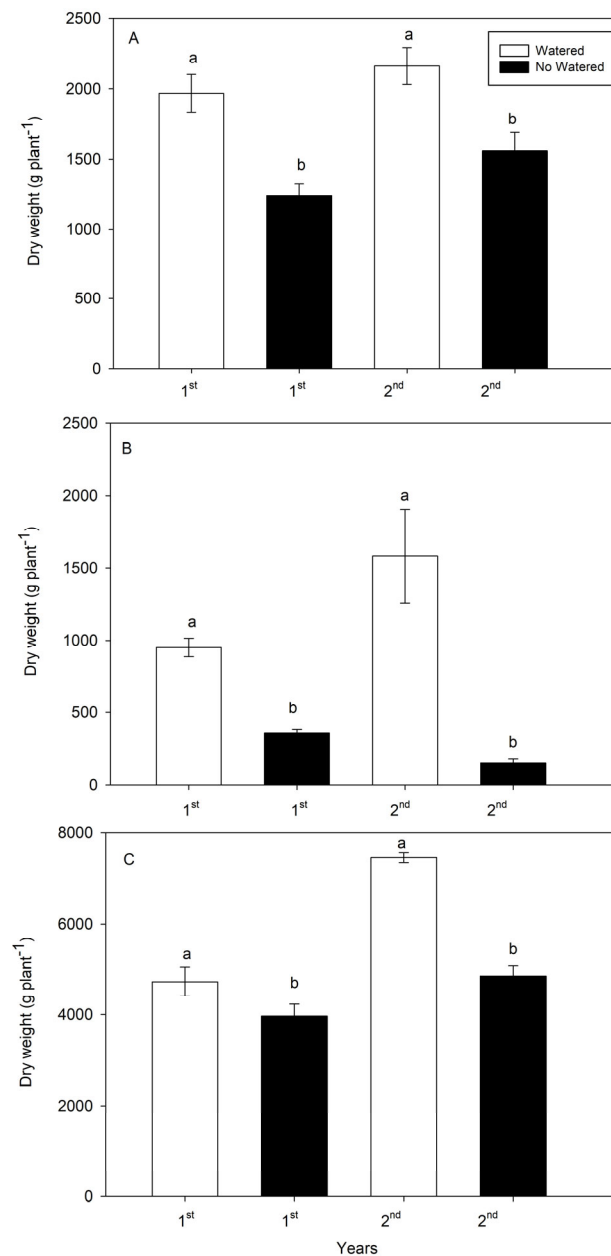 A
Watered
No Watered
2500
2000
1500
1000
500
0
Dry weight (g plant⁻¹)
a
b
a
b
1st
1st
2nd
2nd
B
2500
2000
1500
1000
500
0
Dry weight (g plant⁻¹)
a
b
a
b
1st
1st
2nd
2nd
C
8000
6000
4000
2000
0
Dry weight (g plant⁻¹)
a
b
a
b
1st
1st
2nd
2nd
Years